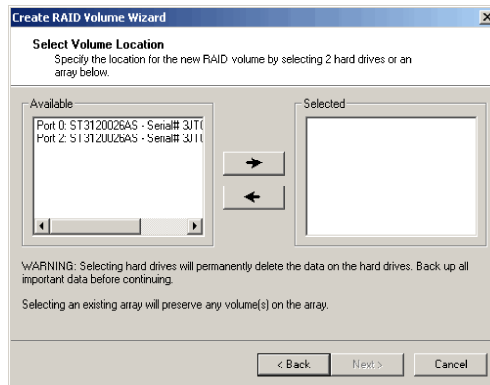 Create RAID Volume Wizard
Select Volume Location
Specify the location for the new RAID volume by selecting 2 hard drives or an
array below.
Available
Selected
Port 0: ST3120026AS - Serial# 3JT0
Port 2: ST3120026AS - Serial# 3JT0
WARNING: Selecting hard drives will permanently delete the data on the hard drives. Back up all
important data before continuing.
Selecting an existing array will preserve any volume(s) on the array.
< Back
Next >
Cancel